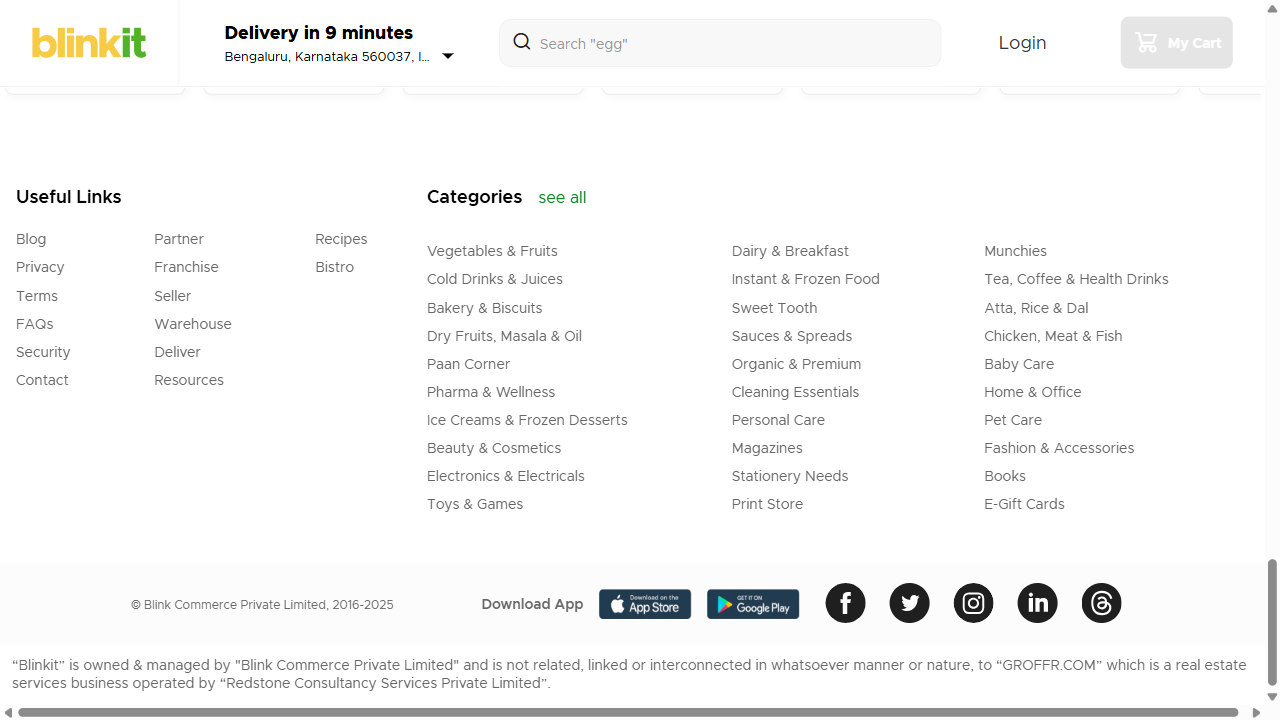 blinkit
Delivery in 9 minutes
Bengaluru, Karnataka 560037, I...
Search "egg"
Login
My Cart
Useful Links
Blog
Privacy
Terms
FAQs
Security
Contact
Partner
Franchise
Seller
Warehouse
Deliver
Resources
Recipes
Bistro
Categories see all
Vegetables & Fruits
Cold Drinks & Juices
Bakery & Biscuits
Dry Fruits, Masala & Oil
Paan Corner
Pharma & Wellness
Ice Creams & Frozen Desserts
Beauty & Cosmetics
Electronics & Electricals
Toys & Games
Dairy & Breakfast
Instant & Frozen Food
Sweet Tooth
Sauces & Spreads
Organic & Premium
Cleaning Essentials
Personal Care
Magazines
Stationery Needs
Print Store
Munchies
Tea, Coffee & Health Drinks
Atta, Rice & Dal
Chicken, Meat & Fish
Baby Care
Home & Office
Pet Care
Fashion & Accessories
Books
E-Gift Cards
© Blink Commerce Private Limited, 2016-2025
Download App
Download on the
App Store
GET IT ON
Google Play
“Blinkit” is owned & managed by "Blink Commerce Private Limited" and is not related, linked or interconnected in whatsoever manner or nature, to “GROFFR.COM” which is a real estate
services business operated by “Redstone Consultancy Services Private Limited”.